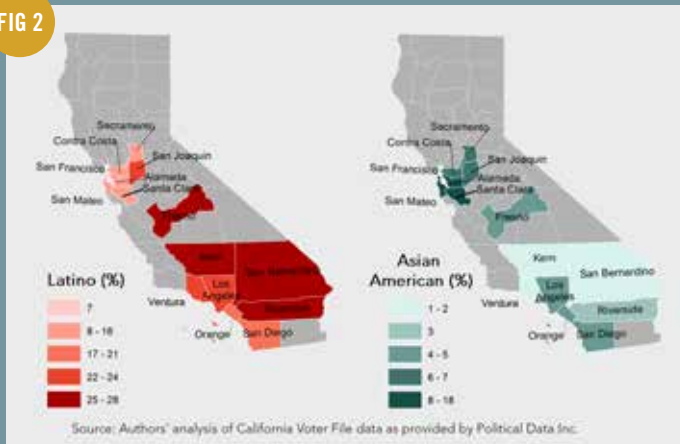 FIG 2
Sacramento
Contra Costa
San Joaquin
San Francisco
Alameda
Santa Clara
San Mateo
Fresno
Kern
San Bernardino
Latino (%)
Los
Angeles
Ventura
Riverside
Orange
San Diego
7
8 - 16
17 - 21
22 - 24
25 - 28
Sacramento
Contra Costa
San Joaquin
San Francisco
Alameda
Santa Clara
San Mateo
Fresno
Kern
San Bernardino
Asian
American (%)
Los
Angeles
Ventura
Riverside
Orange
San Diego
1 - 2
3
4 - 5
6 - 7
8 - 18
Source: Authors' analysis of California Voter File data as provided by Political Data Inc.